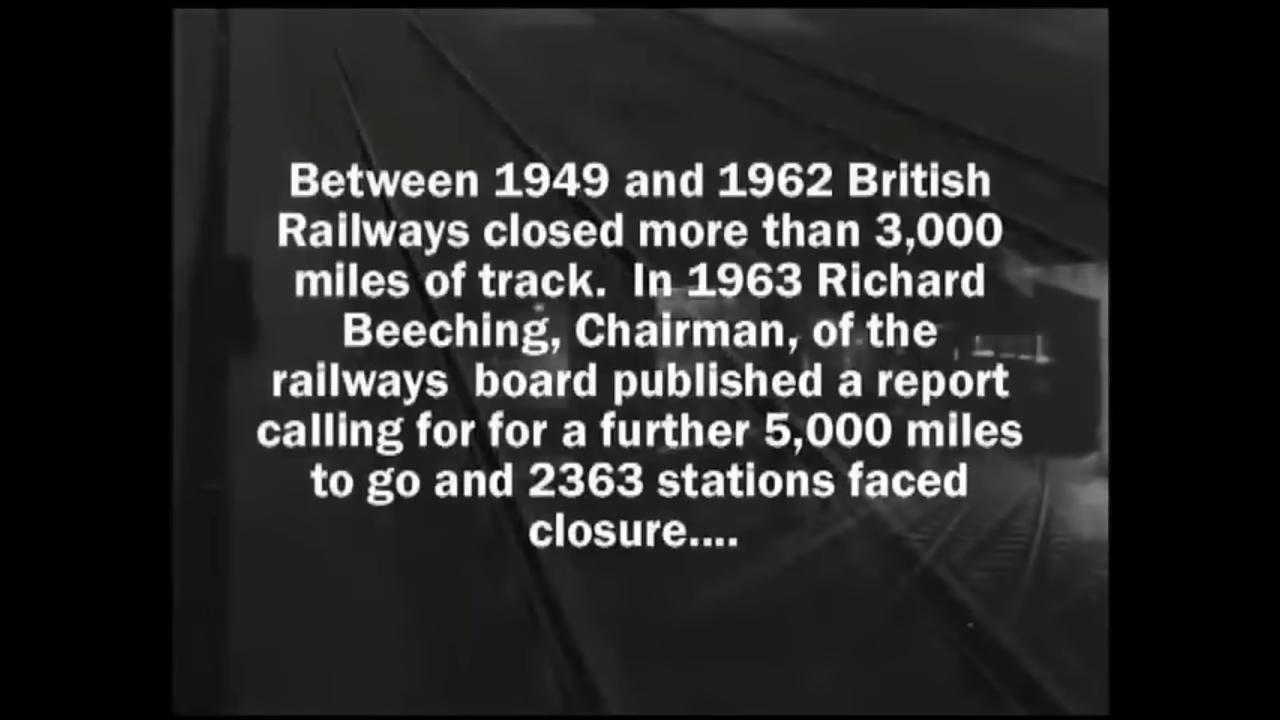 Between 1949 and 1962 British
Railways closed more than 3,000
miles of track.  In 1963 Richard
Beeching, Chairman, of the
railways  board published a report
calling for for a further 5,000 miles
to go and 2363 stations faced
closure....